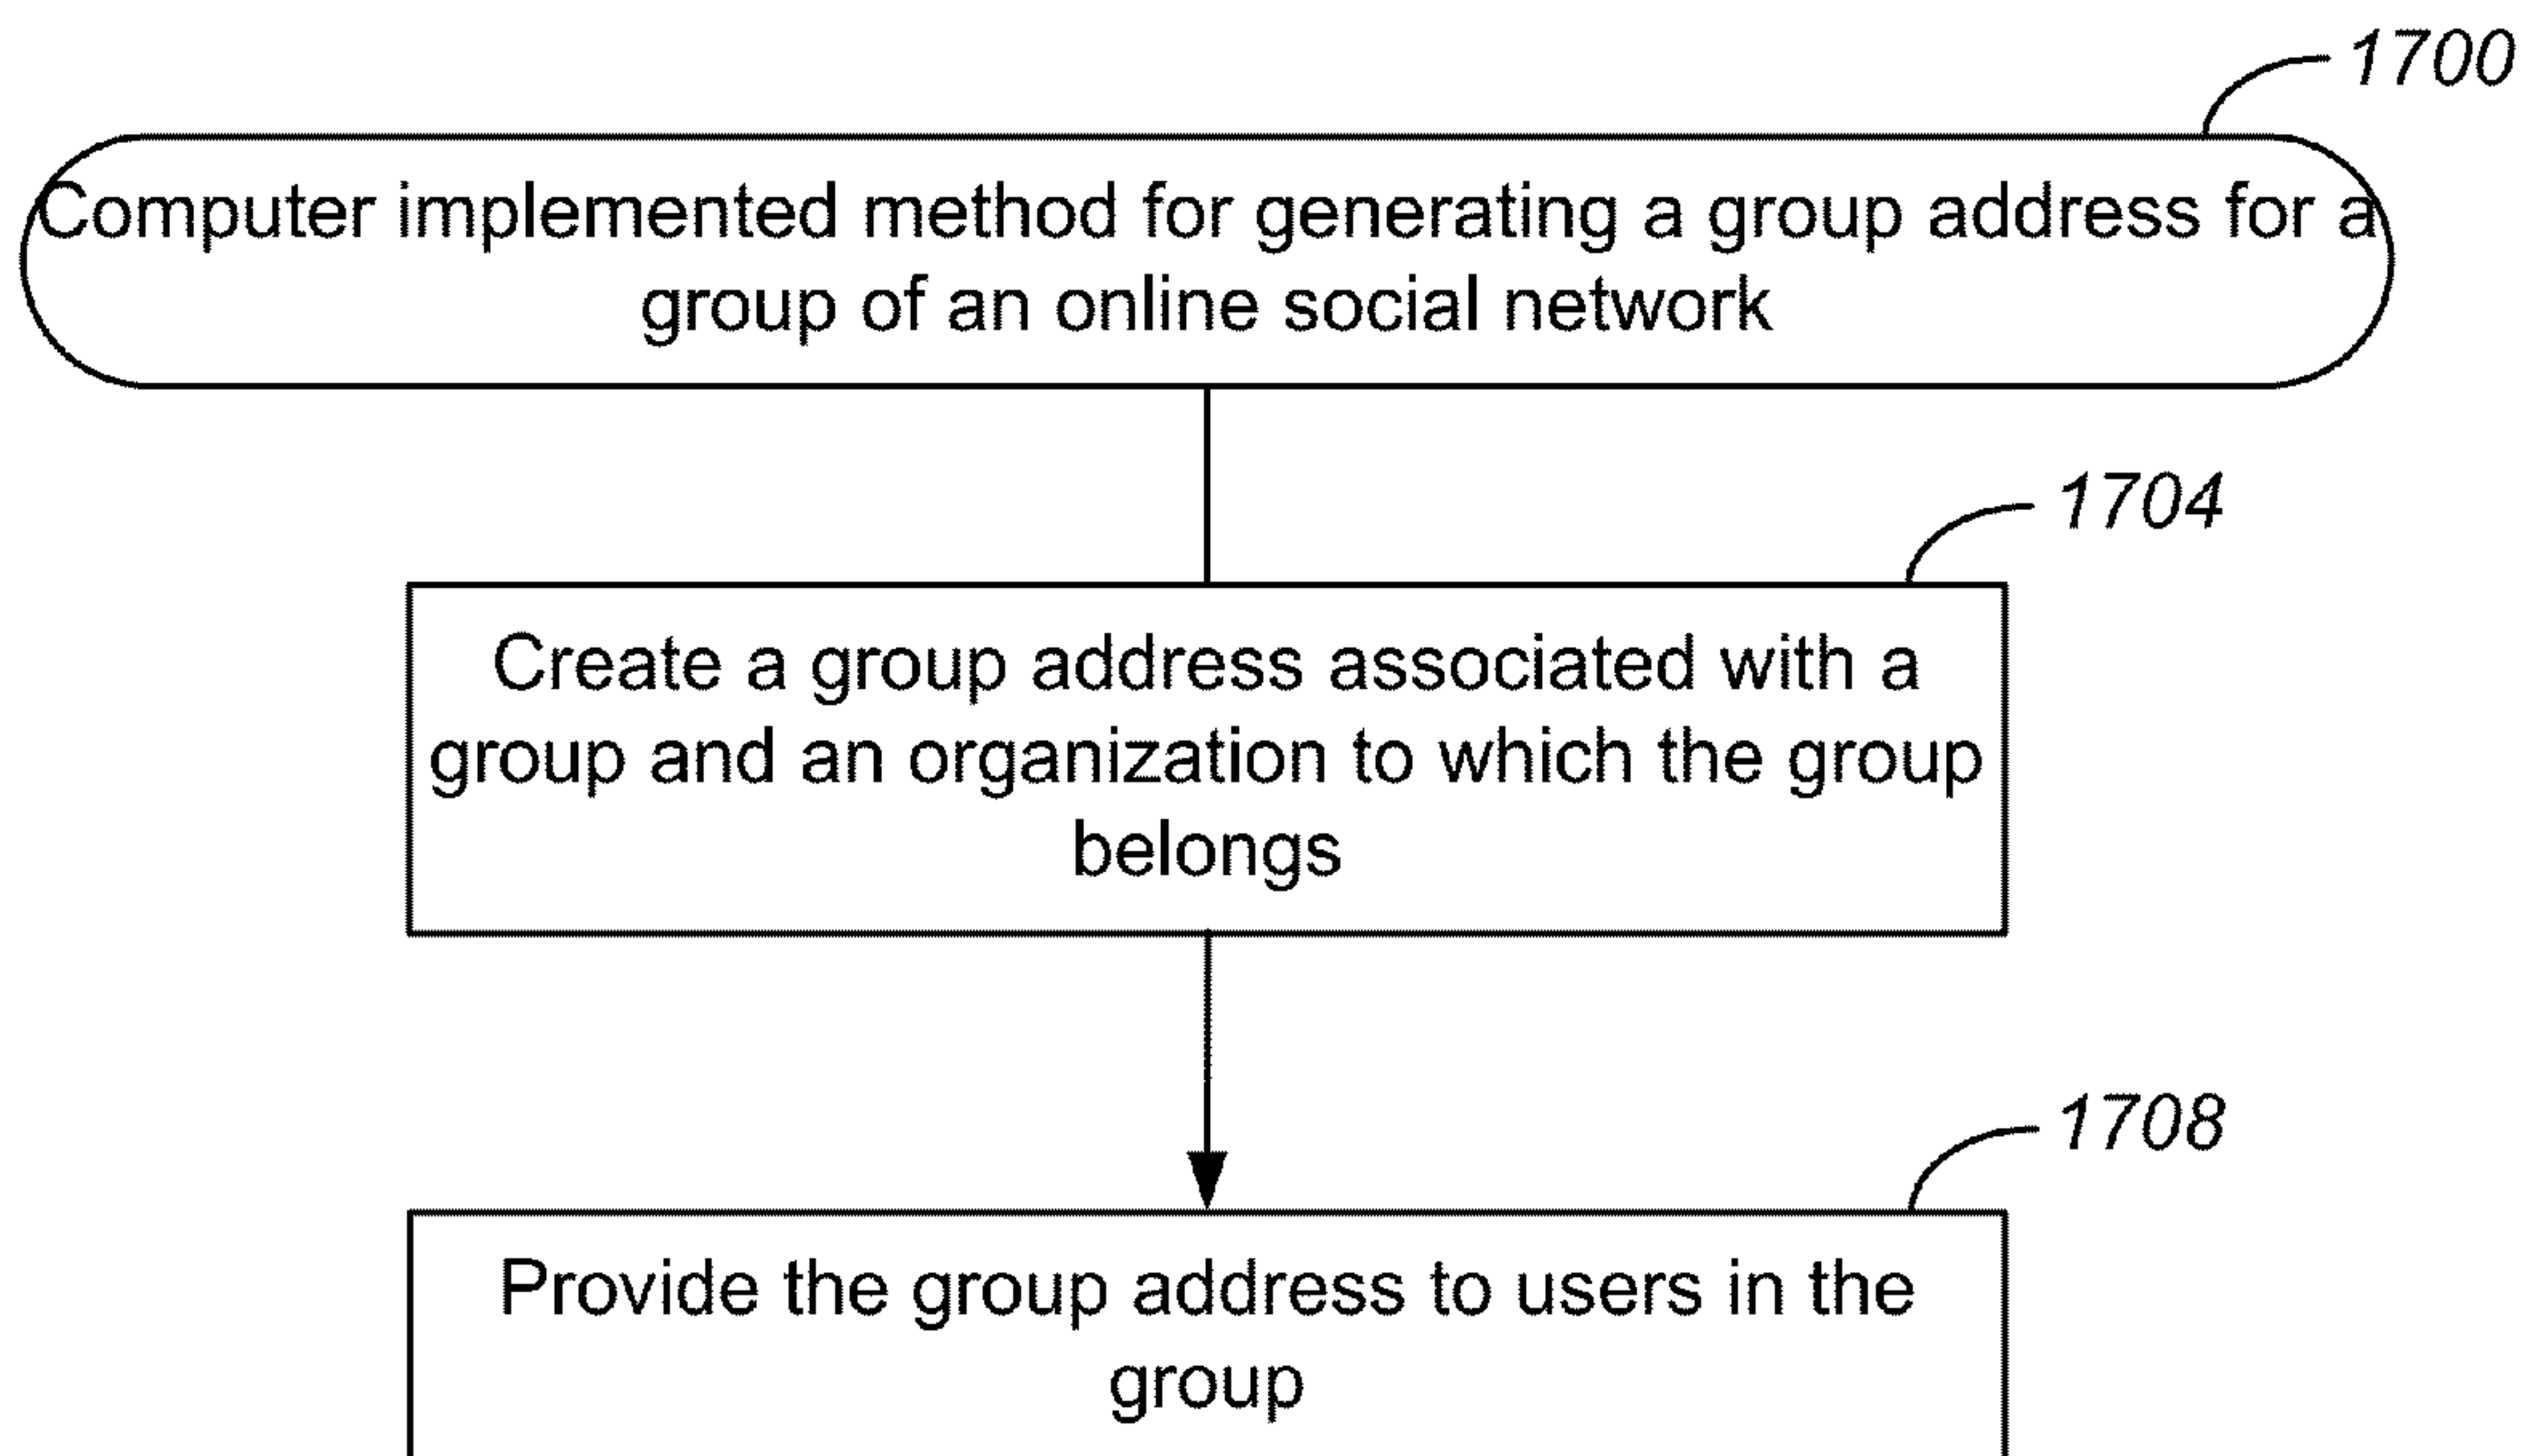 1700
Computer implemented method for generating a group address for a
group of an online social network
1704
Create a group address associated with a
group and an organization to which the group
belongs
1708
Provide the group address to users in the
group